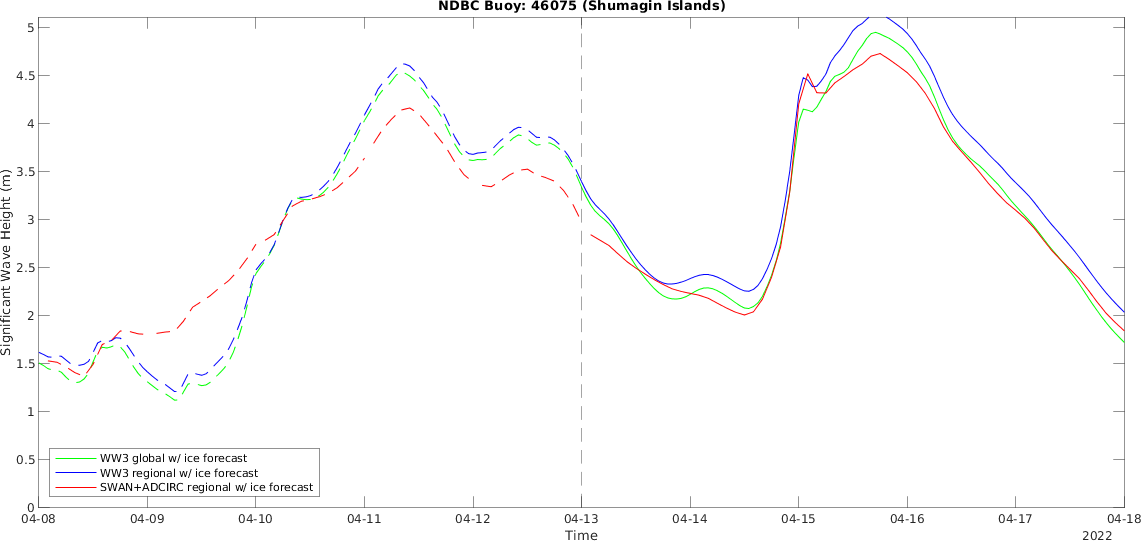 NDBC Buoy: 46075 (Shumagin Islands)
Significant Wave Height (m)
5
4.5
4
3.5
3
2.5
2
1.5
1
0.5
0
WW3 global w/ ice forecast
WW3 regional w/ ice forecast
SWAN+ADCIRC regional w/ ice forecast
04-08 04-09 04-10 04-11 04-12 04-13 04-14 04-15 04-16 04-17 04-18
Time
2022